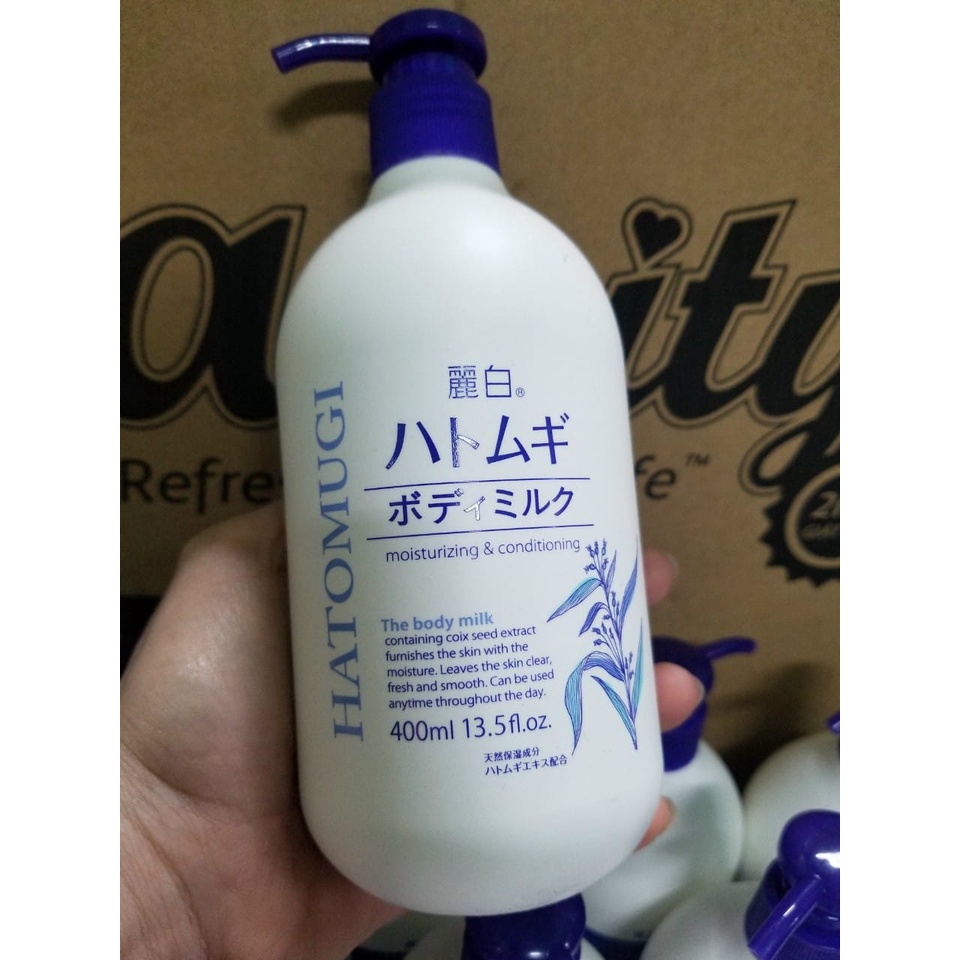 麗白®
ハトムギ
ボディミルク
moisturizing & conditioning
HATOMUGI
The body milk
containing coix seed extract
furnishes the skin with the
moisture. Leaves the skin clear,
fresh and smooth. Can be used
anytime throughout the day.
400ml 13.5fl.oz.
天然保湿成分
ハトムギエキス配合